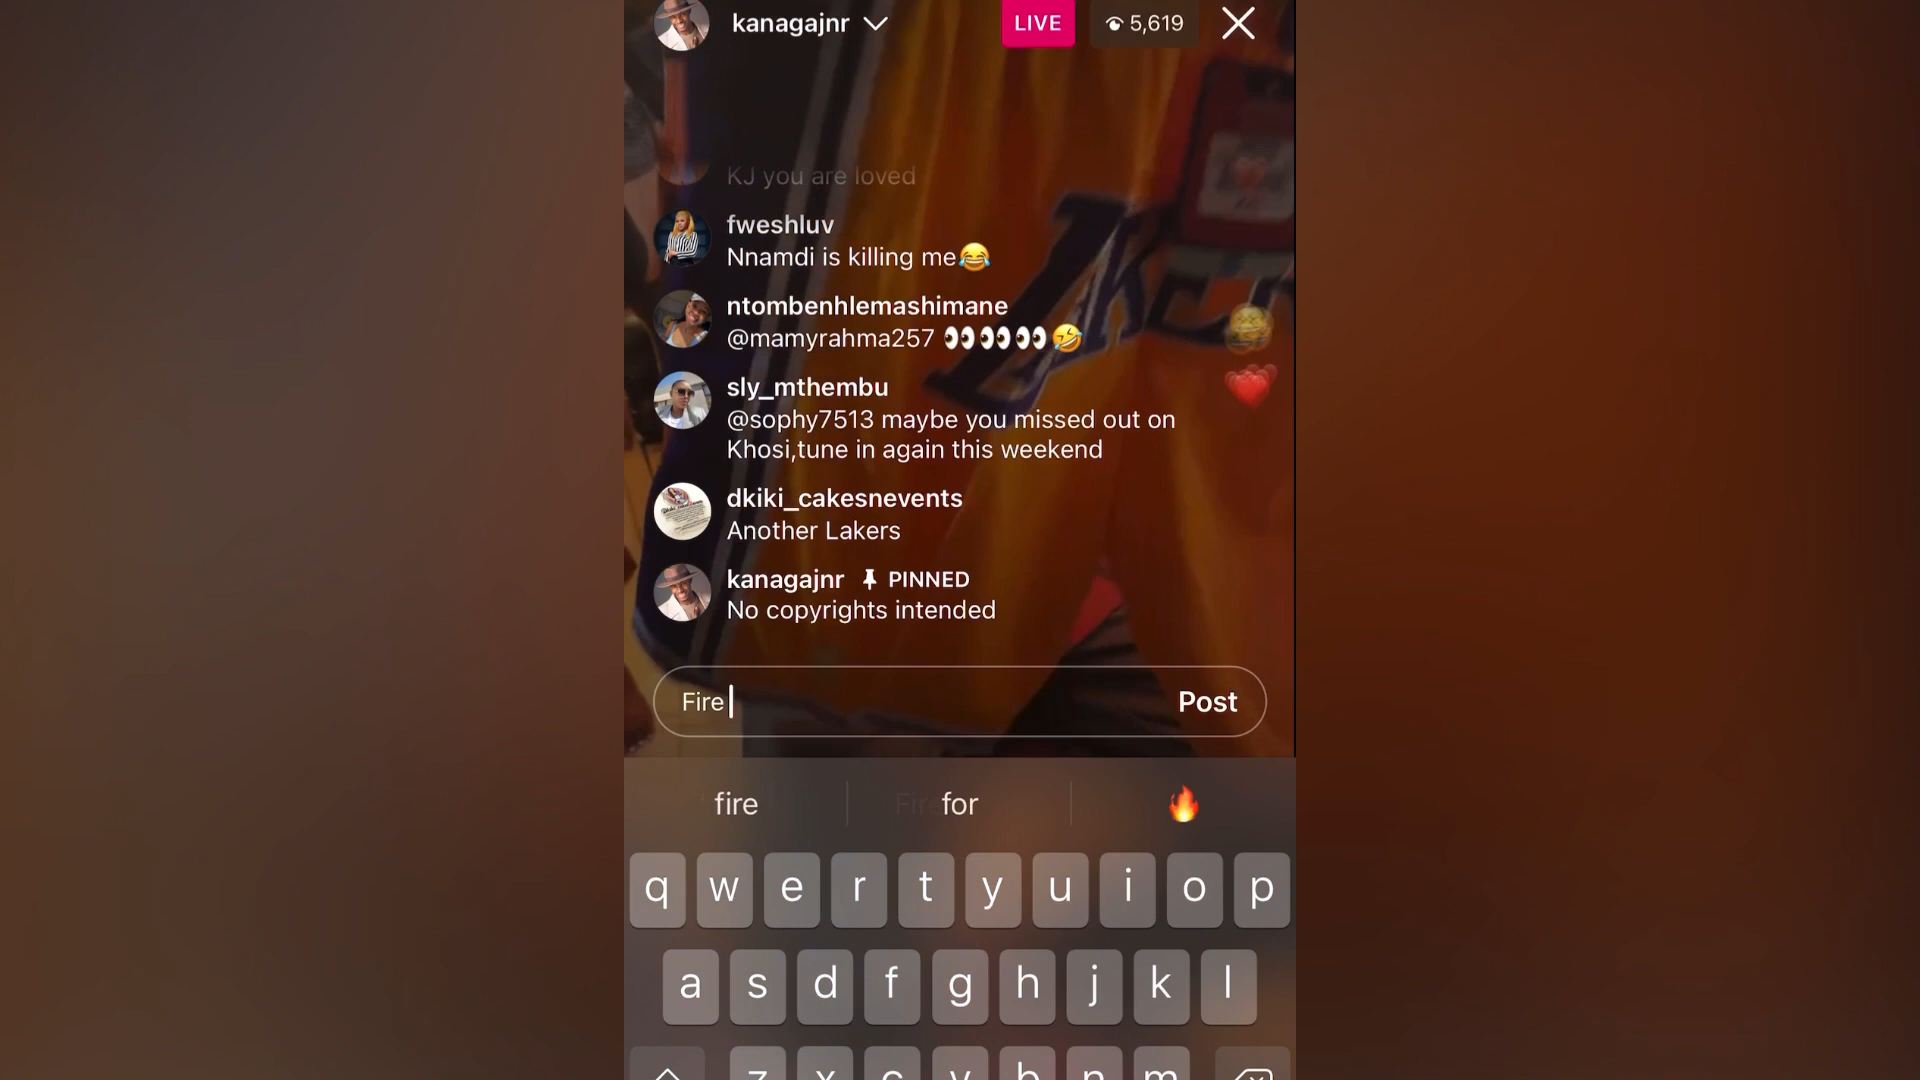 kanagajnr
LIVE
5,619
KJ you are loved
fweshluv
Nnamdi is killing me😂
ntombenhlemashimane
@mamyrahma257 👀👀👀🤣
sly_mthembu
@sophy7513 maybe you missed out on
Khosi,tune in again this weekend
dkiki_cakesnevents
Another Lakers
kanagajnr PINNED
No copyrights intended
Fire
Post
fire for 🔥
q w e r t y u i o p
a s d f g h j k l
z x c v b n m